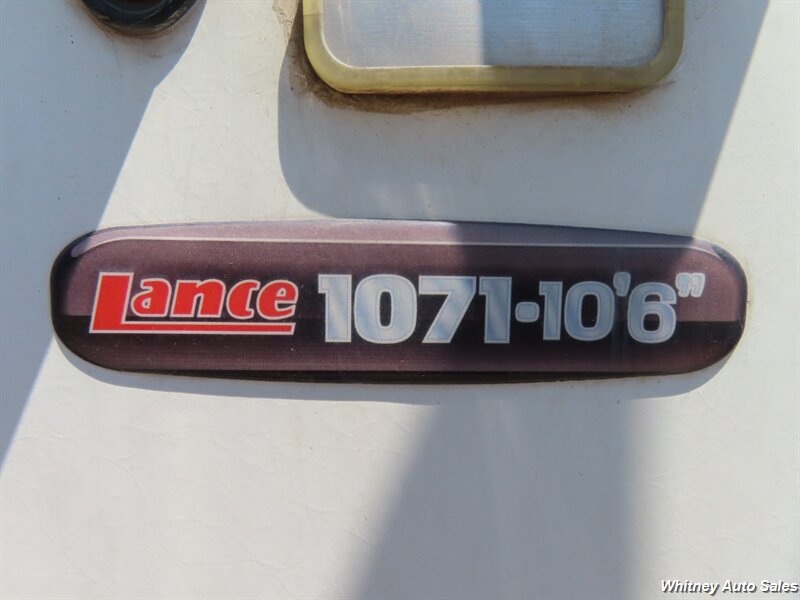 Lance 1071-10'6"
Whitney Auto Sales